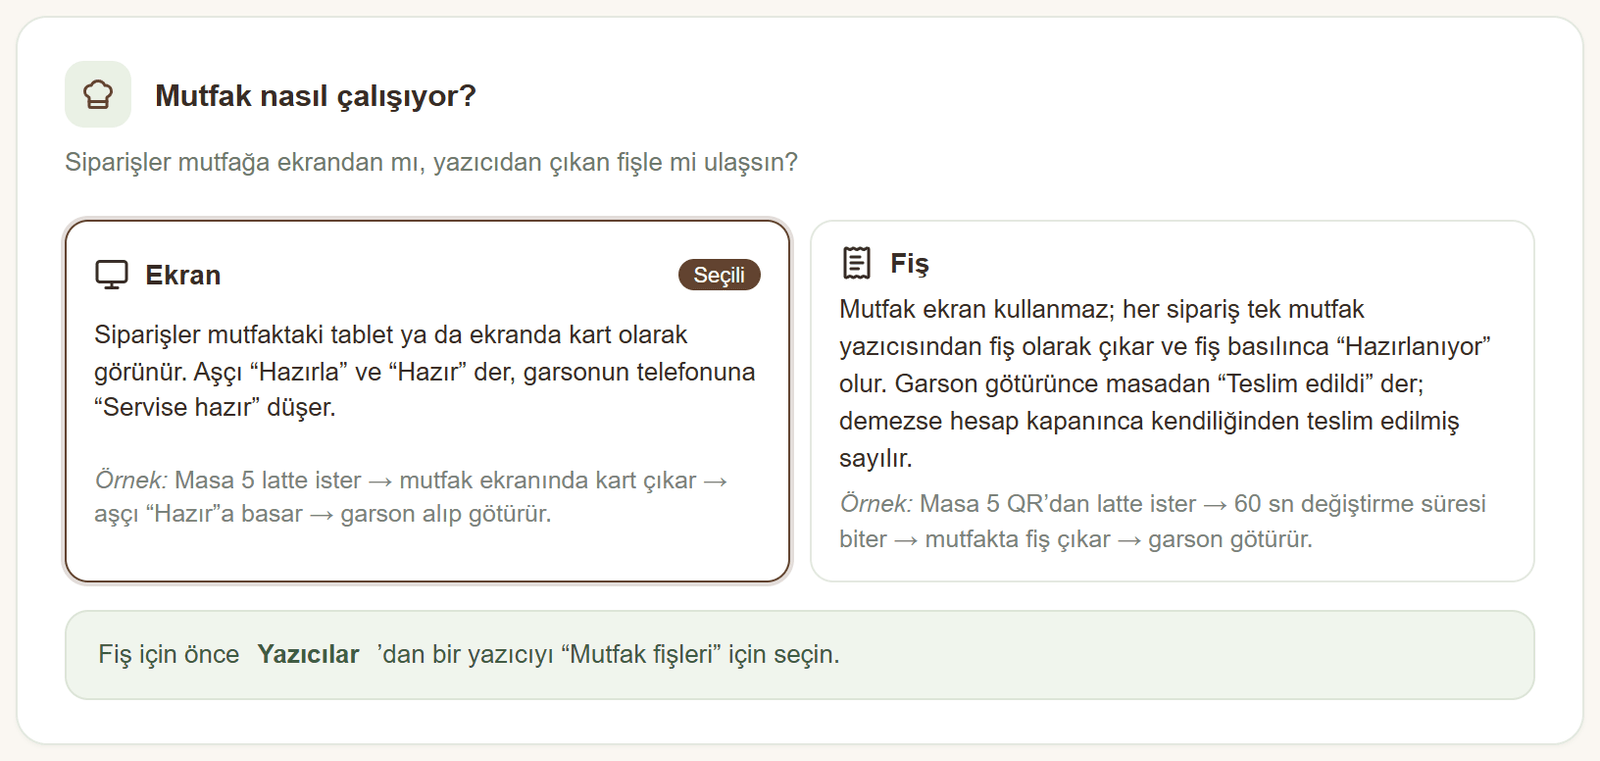 Mutfak nasıl çalışıyor?
Siparişler mutfağa ekrandan mı, yazıcıdan çıkan fişle mi ulaşsın?
Ekran
Seçili
Siparişler mutfaktaki tablet ya da ekranda kart olarak
görünür. Aşçı “Hazırla” ve “Hazır” der, garsonun telefonuna
“Servise hazır” düşer.
Örnek: Masa 5 latte ister → mutfak ekranında kart çıkar →
aşçı “Hazır”a basar → garson alıp götürür.
Fiş
Mutfak ekran kullanmaz; her sipariş tek mutfak
yazıcısından fiş olarak çıkar ve fiş basılınca “Hazırlanıyor”
olur. Garson götürünce masadan “Teslim edildi” der;
demezse hesap kapanınca kendiliğinden teslim edilmiş
sayılır.
Örnek: Masa 5 QR’dan latte ister → 60 sn değiştirme süresi
biter → mutfakta fiş çıkar → garson götürür.
Fiş için önce Yazıcılar ’dan bir yazıcıyı “Mutfak fişleri” için seçin.